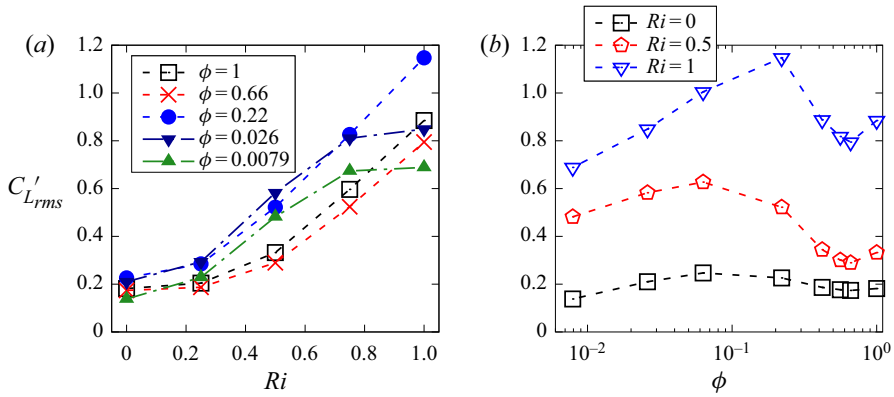 (a)
1.2
1.0
0.8
0.6
0.4
0.2
0
C_{L_{rms}}'
ϕ = 1
ϕ = 0.66
ϕ = 0.22
ϕ = 0.026
ϕ = 0.0079
0 0.2 0.4 0.6 0.8 1.0
Ri
(b)
1.2
1.0
0.8
0.6
0.4
0.2
0
Ri = 0
Ri = 0.5
Ri = 1
10^{-2} 10^{-1} 10^{0}
ϕ